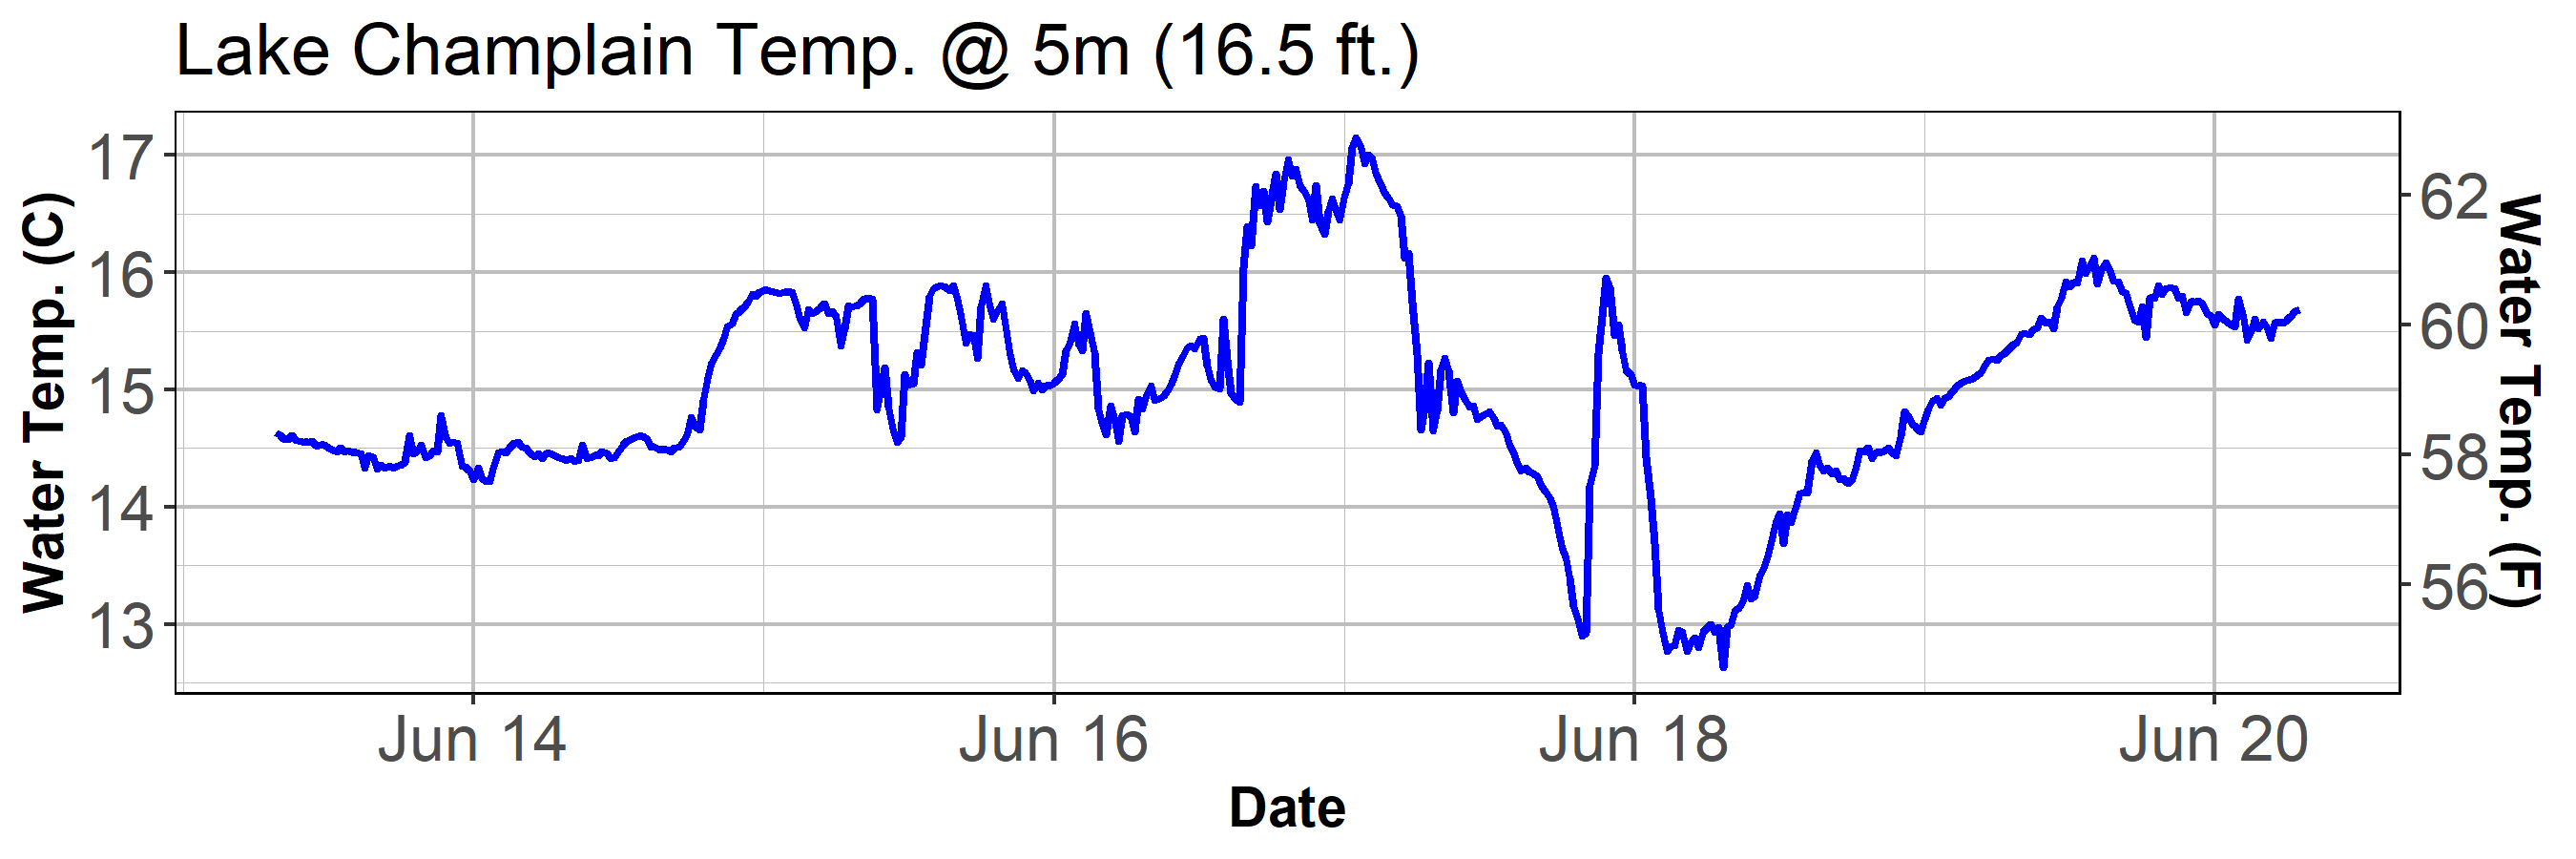 Lake Champlain Temp. @ 5m (16.5 ft.)
Water Temp. (C)
17
16
15
14
13
62
60
58
56
Water Temp. (F)
Jun 14 Jun 16 Jun 18 Jun 20
Date